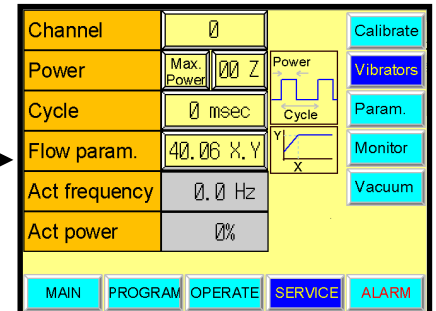 Channel 0 Calibrate
Power Max. Power 00 Z Power Vibrators
Cycle 0 msec Cycle Param.
Flow param. 40.06 X.Y Y X Monitor
Act frequency 0.0 Hz Vacuum
Act power 0%
MAIN PROGRAM OPERATE SERVICE ALARM